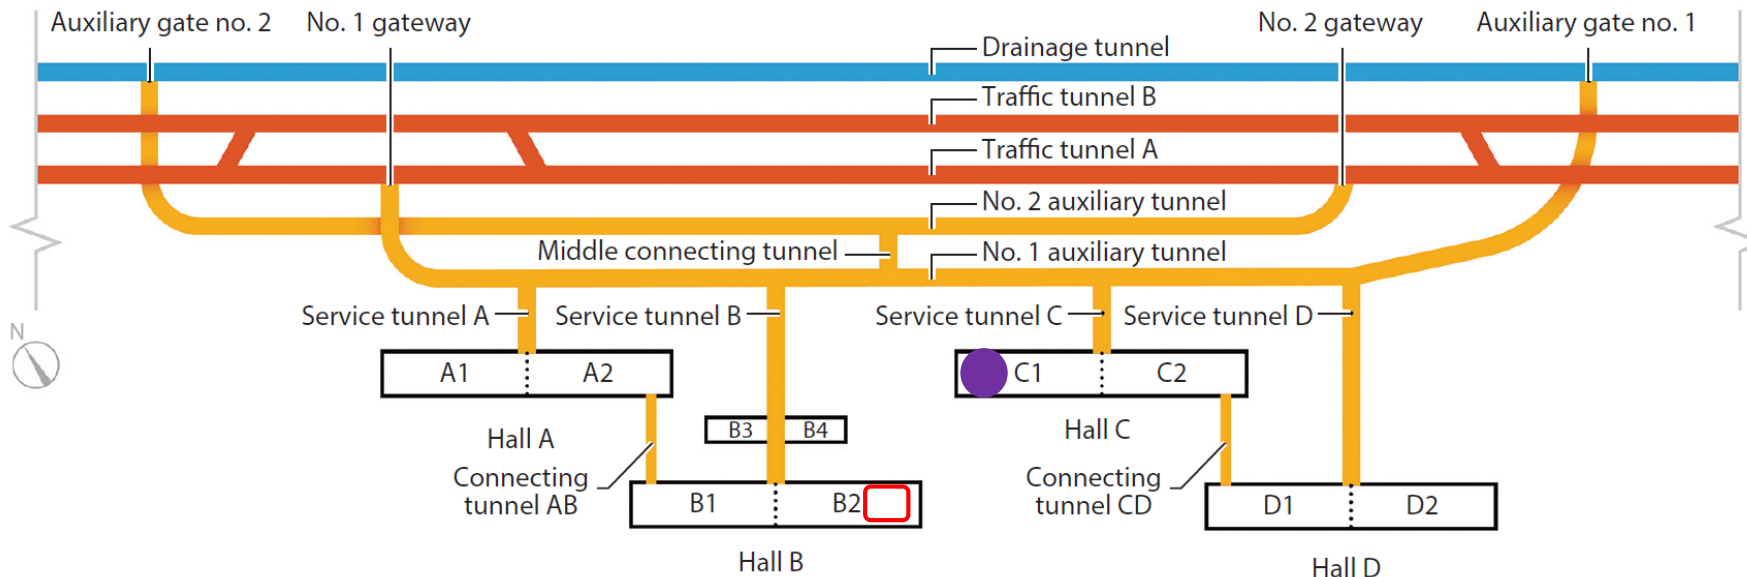 Auxiliary gate no. 2
No. 1 gateway
No. 2 gateway
Auxiliary gate no. 1
Drainage tunnel
Traffic tunnel B
Traffic tunnel A
No. 2 auxiliary tunnel
Middle connecting tunnel
No. 1 auxiliary tunnel
Service tunnel A
Service tunnel B
Service tunnel C
Service tunnel D
N
A1
A2
C1
C2
Hall A
B3
B4
Hall C
Connecting
tunnel AB
Connecting
tunnel CD
B1
B2
D1
D2
Hall B
Hall D